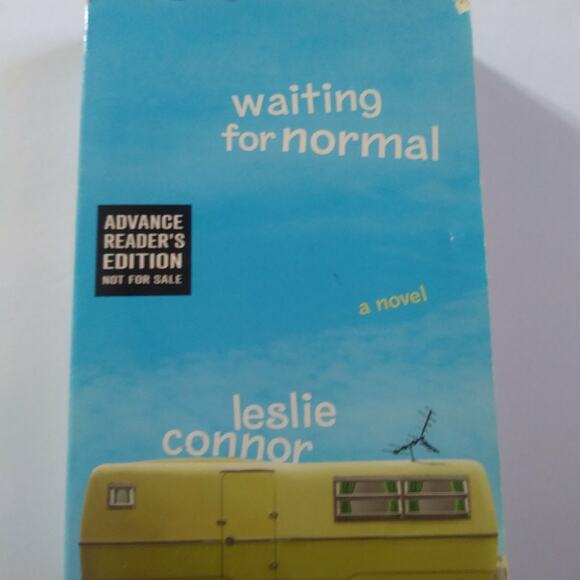 waiting
for normal
ADVANCE
READER'S
EDITION
NOT FOR SALE
a novel
leslie
connor